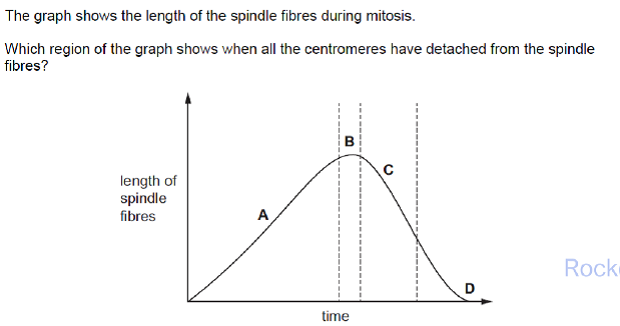 The graph shows the length of the spindle fibres during mitosis.
Which region of the graph shows when all the centromeres have detached from the spindle
fibres?
B
C
length of
spindle
fibres
A
Rock
D
time